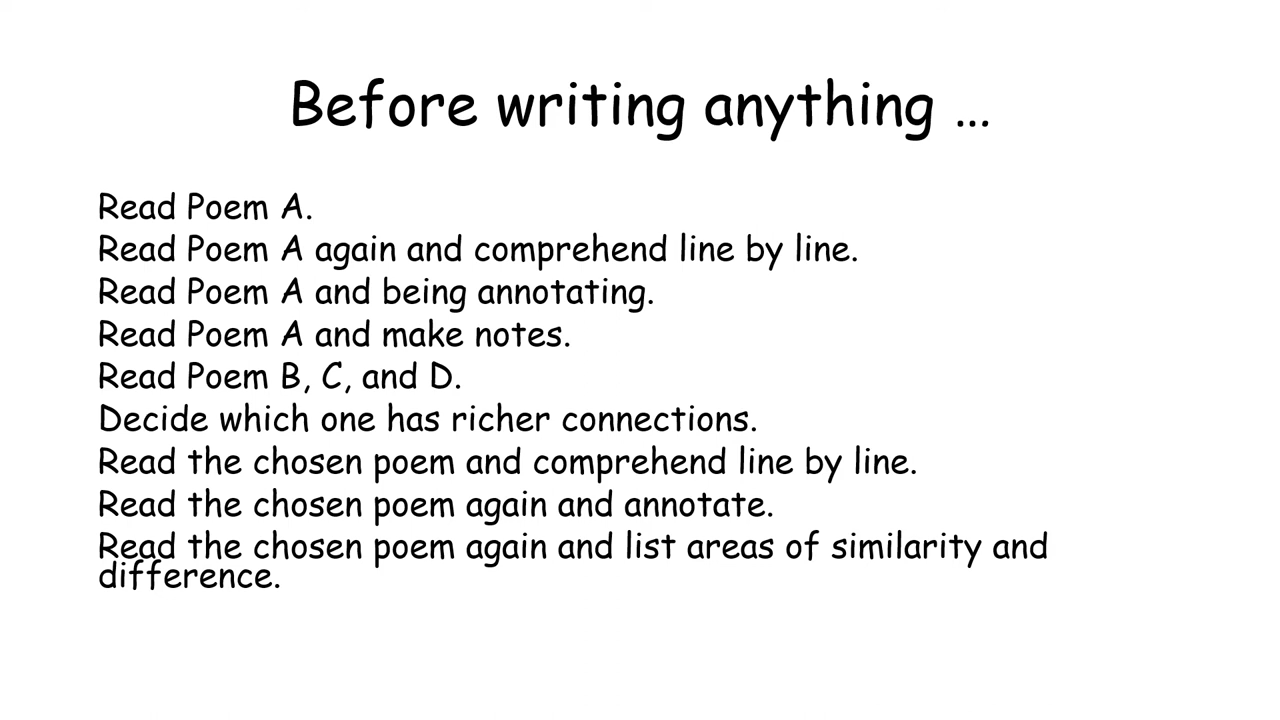 Before writing anything ...
Read Poem A.
Read Poem A again and comprehend line by line.
Read Poem A and being annotating.
Read Poem A and make notes.
Read Poem B, C, and D.
Decide which one has richer connections.
Read the chosen poem and comprehend line by line.
Read the chosen poem again and annotate.
Read the chosen poem again and list areas of similarity and
difference.